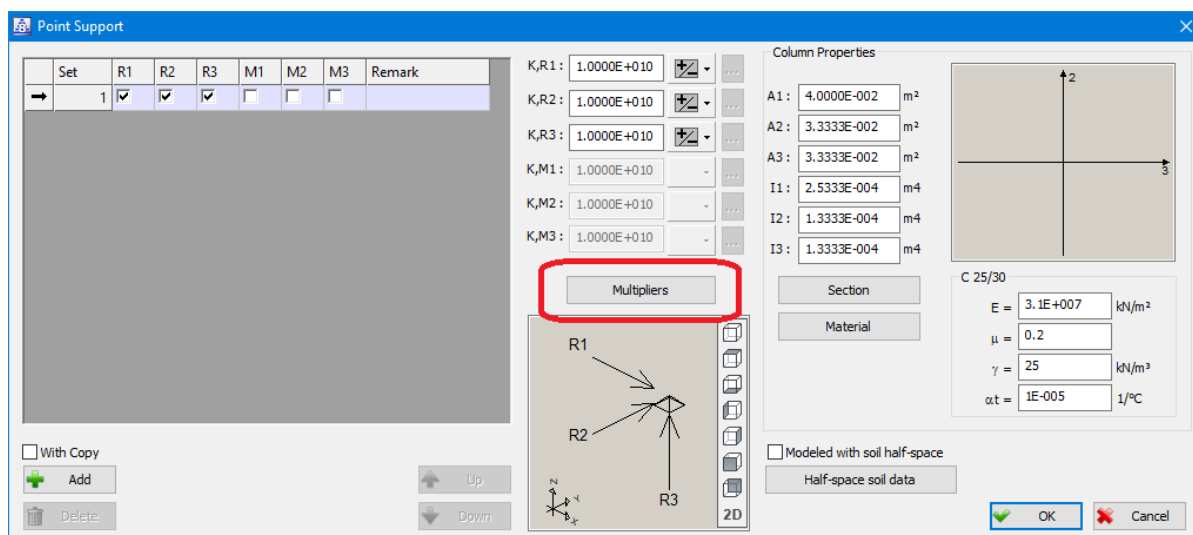 Point Support
Set R1 R2 R3 M1 M2 M3 Remark
1
With Copy
Add
Delete
Up
Down
K,R1: 1.0000E+010 ...
K,R2: 1.0000E+010 ...
K,R3: 1.0000E+010 ...
K,M1: 1.0000E+010 ...
K,M2: 1.0000E+010 ...
K,M3: 1.0000E+010 ...
Multipliers
R1
R2
R3
N
Y
X
2D
Column Properties
A1: 4.0000E-002 m²
A2: 3.3333E-002 m²
A3: 3.3333E-002 m²
I1: 2.5333E-004 m4
I2: 1.3333E-004 m4
I3: 1.3333E-004 m4
Section
Material
2
3
C 25/30
E = 3.1E+007 kN/m²
μ = 0.2
γ = 25 kN/m³
αt = 1E-005 1/°C
Modeled with soil half-space
Half-space soil data
OK
Cancel